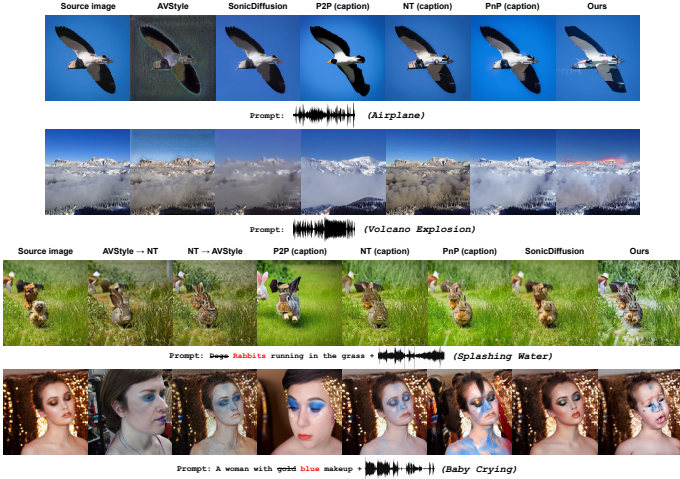 Source image AVStyle SonicDiffusion P2P (caption) NT (caption) PnP (caption) Ours
Prompt: (Airplane)
Prompt: (Volcano Explosion)
Source image AVStyle → NT NT → AVStyle P2P (caption) NT (caption) PnP (caption) SonicDiffusion Ours
Prompt: Dogs Rabbits running in the grass + (Splashing Water)
Prompt: A woman with gold blue makeup + (Baby Crying)